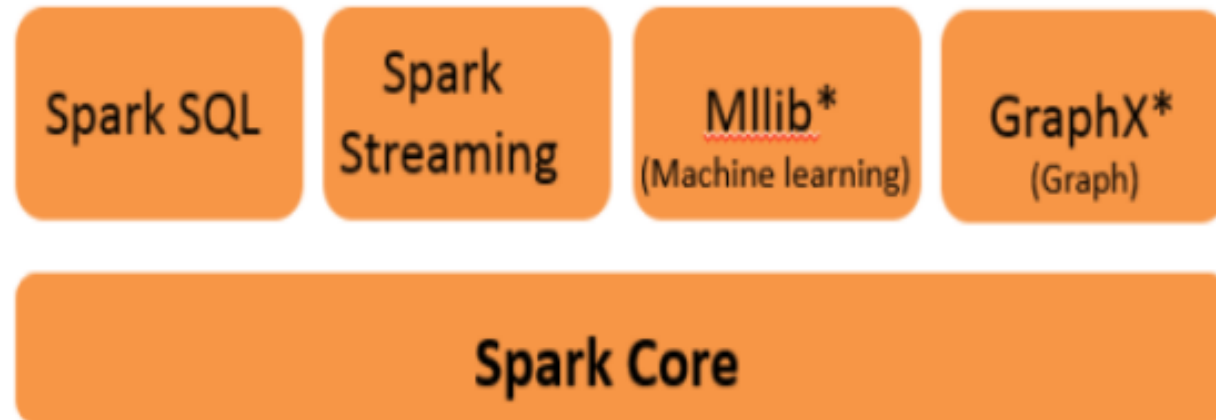 Spark SQL
Spark
Streaming
Mllib*
(Machine learning)
GraphX*
(Graph)
Spark Core